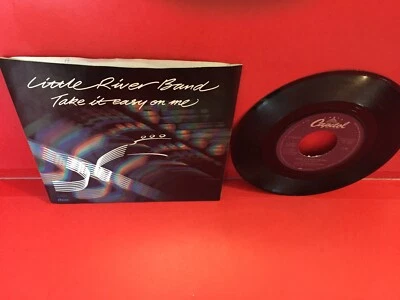 Little River Band
Take it easy on me
Capitol